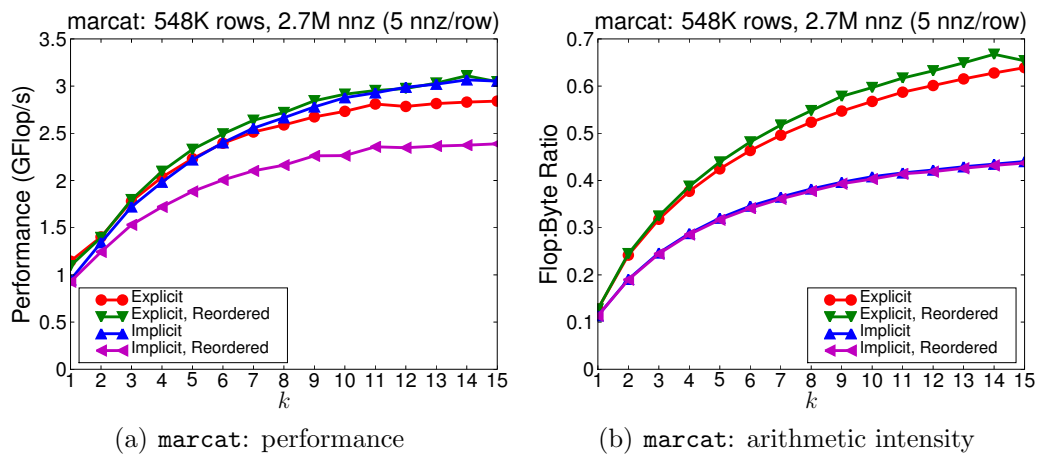 marcat: 548K rows, 2.7M nnz (5 nnz/row)
Performance (GFlop/s)
3.5
3
2.5
2
1.5
1
0.5
0
Explicit
Explicit, Reordered
Implicit
Implicit, Reordered
1 2 3 4 5 6 7 8 9 10 11 12 13 14 15
k
(a) marcat: performance
marcat: 548K rows, 2.7M nnz (5 nnz/row)
Flop:Byte Ratio
0.7
0.6
0.5
0.4
0.3
0.2
0.1
0
Explicit
Explicit, Reordered
Implicit
Implicit, Reordered
1 2 3 4 5 6 7 8 9 10 11 12 13 14 15
k
(b) marcat: arithmetic intensity